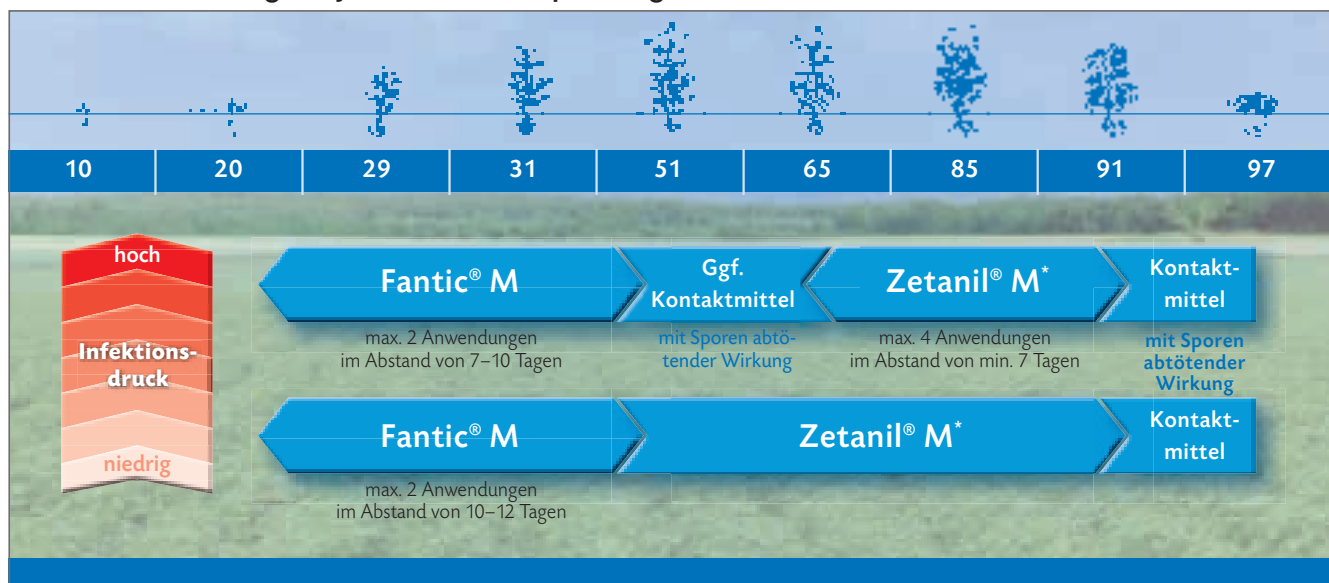 10 20 29 31 51 65 85 91 97
hoch
Infektions-
druck
niedrig
Fantic® M
max. 2 Anwendungen
im Abstand von 7–10 Tagen
Ggf.
Kontaktmittel
mit Sporen abtö-
tender Wirkung
Zetanil® M*
max. 4 Anwendungen
im Abstand von min. 7 Tagen
Kontakt-
mittel
mit Sporen
abtötender
Wirkung
Fantic® M
max. 2 Anwendungen
im Abstand von 10–12 Tagen
Zetanil® M*
Kontakt-
mittel